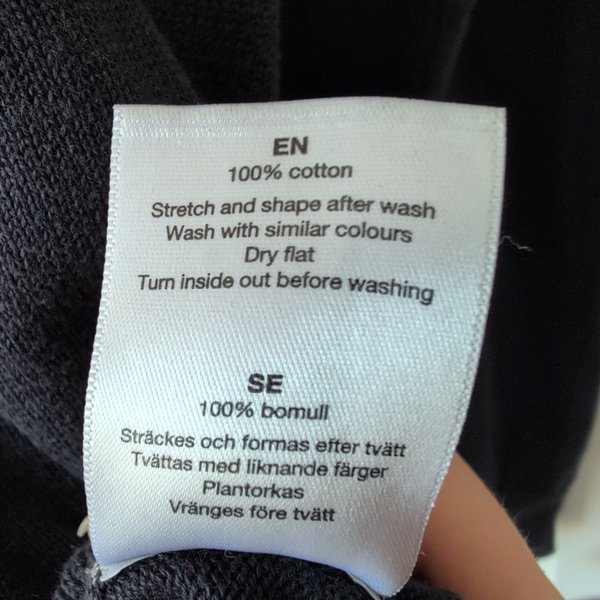 EN
100% cotton
Stretch and shape after wash
Wash with similar colours
Dry flat
Turn inside out before washing
SE
100% bomull
Sträckes och formas efter tvätt
Tvättas med liknande färger
Plantorkas
Vränges före tvätt